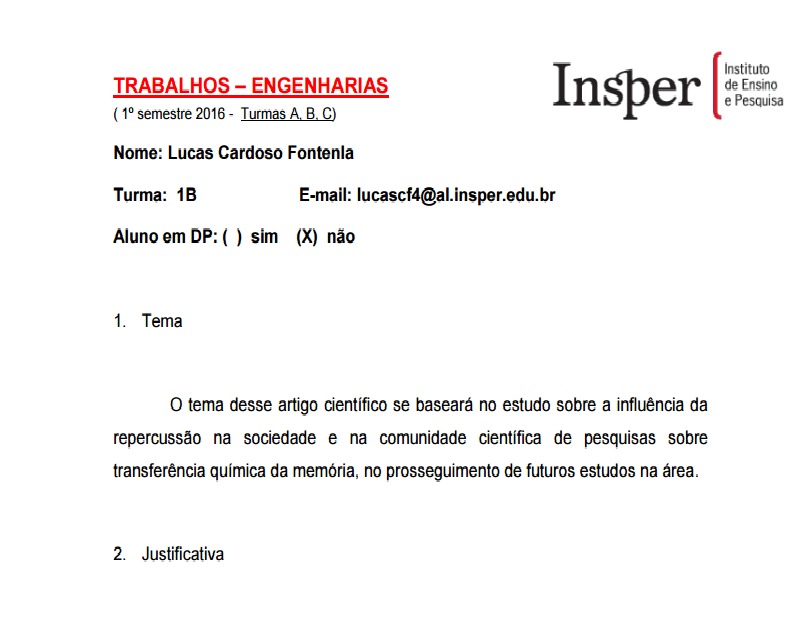 TRABALHOS – ENGENHARIAS
( 1º semestre 2016 - Turmas A, B, C)
Insper
Instituto
de Ensino
e Pesquisa
Nome: Lucas Cardoso Fontenla
Turma: 1B E-mail: lucascf4@al.insper.edu.br
Aluno em DP: ( ) sim (X) não
1. Tema
O tema desse artigo científico se baseará no estudo sobre a influência da
repercussão na sociedade e na comunidade científica de pesquisas sobre
transferência química da memória, no prosseguimento de futuros estudos na área.
2. Justificativa